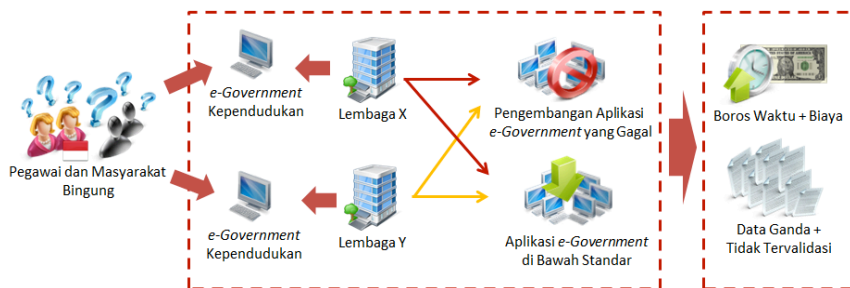 Pegawai dan Masyarakat
Bingung
e-Government
Kependudukan
Lembaga X
Pengembangan Aplikasi
e-Government yang Gagal
e-Government
Kependudukan
Lembaga Y
Aplikasi e-Government
di Bawah Standar
Boros Waktu + Biaya
Data Ganda +
Tidak Tervalidasi